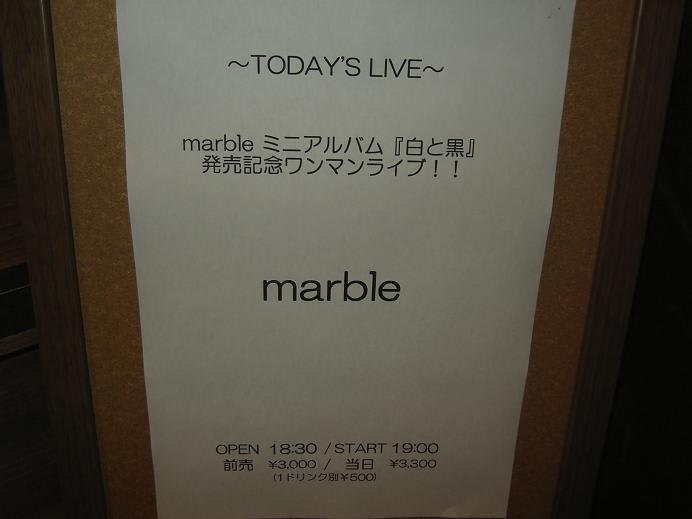 ～TODAY'S LIVE～
marble ミニアルバム『白と黒』
発売記念ワンマンライブ！！
marble
OPEN 18:30 / START 19:00
前売 ¥3,000 / 当日 ¥3,300
(1ドリンク別¥500)